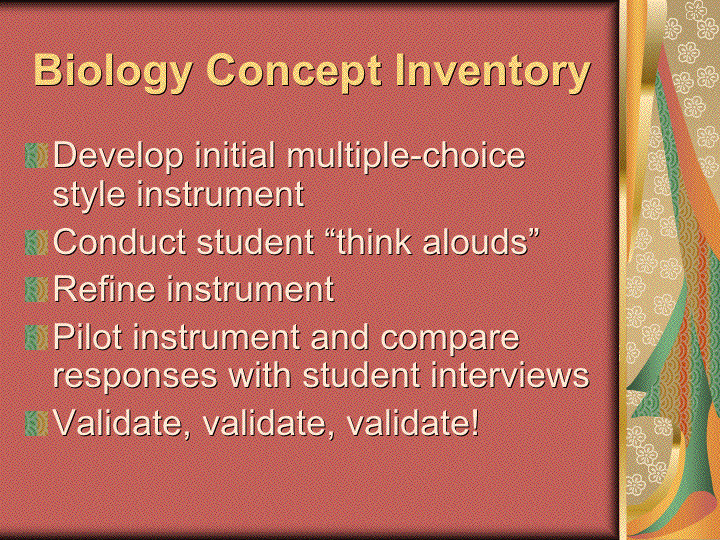 Biology Concept Inventory
Develop initial multiple-choice
style instrument
Conduct student “think alouds”
Refine instrument
Pilot instrument and compare
responses with student interviews
Validate, validate, validate!